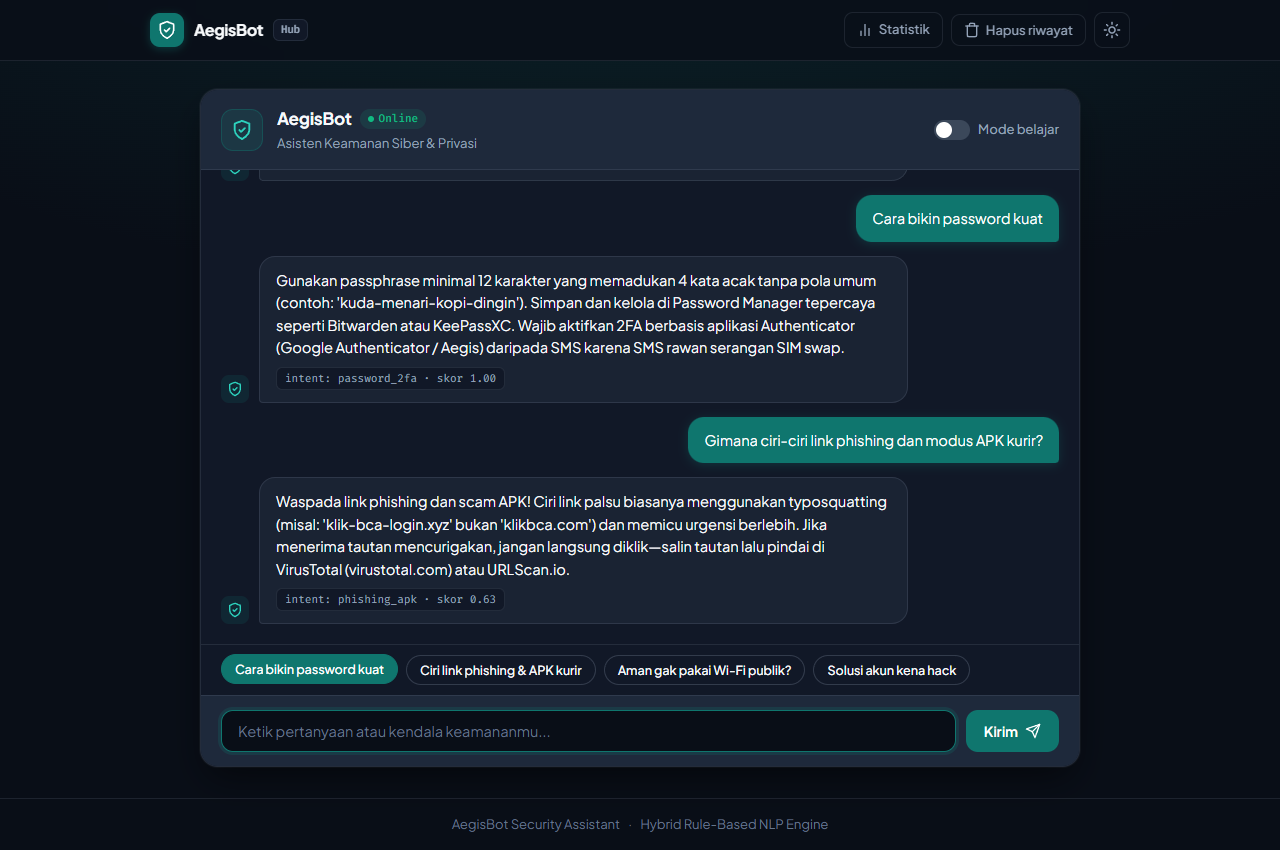 AegisBot
Hub
Statistik
Hapus riwayat
AegisBot
Online
Asisten Keamanan Siber & Privasi
Mode belajar
Cara bikin password kuat
Gunakan passphrase minimal 12 karakter yang memadukan 4 kata acak tanpa pola umum
(contoh: 'kuda-menari-kopi-dingin'). Simpan dan kelola di Password Manager tepercaya
seperti Bitwarden atau KeePassXC. Wajib aktifkan 2FA berbasis aplikasi Authenticator
(Google Authenticator / Aegis) daripada SMS karena SMS rawan serangan SIM swap.
intent: password_2fa · skor 1.00
Gimana ciri-ciri link phishing dan modus APK kurir?
Waspada link phishing dan scam APK! Ciri link palsu biasanya menggunakan typosquatting
(misal: 'klik-bca-login.xyz' bukan 'klikbca.com') dan memicu urgensi berlebih. Jika
menerima tautan mencurigakan, jangan langsung diklik—salin tautan lalu pindai di
VirusTotal (virustotal.com) atau URLScan.io.
intent: phishing_apk · skor 0.63
Cara bikin password kuat
Ciri link phishing & APK kurir
Aman gak pakai Wi-Fi publik?
Solusi akun kena hack
Ketik pertanyaan atau kendala keamananmu...
Kirim
AegisBot Security Assistant · Hybrid Rule-Based NLP Engine